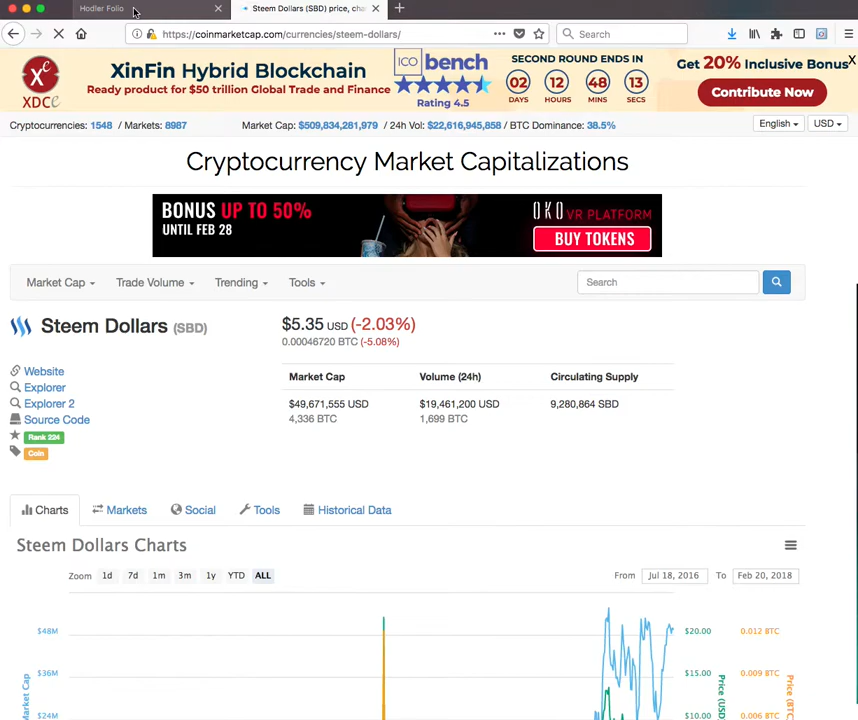 Hodler Folio
Steem Dollars (SBD) price, cha
https://coinmarketcap.com/currencies/steem-dollars/
Search
XDCE
XinFin Hybrid Blockchain
Ready product for $50 trillion Global Trade and Finance
ICO bench
Rating 4.5
SECOND ROUND ENDS IN
02 12 48 13
DAYS HOURS MINS SECS
Get 20% Inclusive Bonus
X
Contribute Now
Cryptocurrencies: 1548 / Markets: 8987
Market Cap: $509,834,281,979 / 24h Vol: $22,616,945,858 / BTC Dominance: 38.5%
English
USD
Cryptocurrency Market Capitalizations
BONUS UP TO 50%
UNTIL FEB 28
OKO VR PLATFORM
BUY TOKENS
Market Cap
Trade Volume
Trending
Tools
Search
Steem Dollars (SBD)
$5.35 USD (-2.03%)
0.00046720 BTC (-5.08%)
Website
Explorer
Explorer 2
Source Code
Rank 224
Coin
Market Cap Volume (24h) Circulating Supply
$49,671,555 USD $19,461,200 USD 9,280,864 SBD
4,336 BTC 1,699 BTC
Charts
Markets
Social
Tools
Historical Data
Steem Dollars Charts
Zoom 1d 7d 1m 3m 1y YTD ALL
From Jul 18, 2016 To Feb 20, 2018
$48M $20.00 0.012 BTC
$36M $15.00 0.009 BTC
$24M $10.00 0.006 BTC
Market Cap
Price (USD)
Price (BTC)